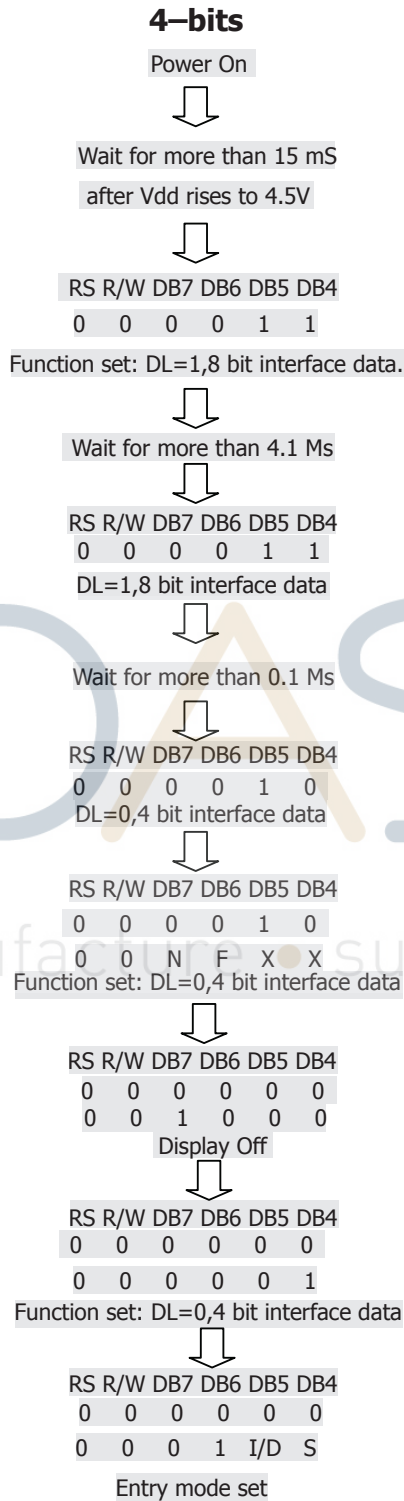 4–bits
Power On
Wait for more than 15 mS
after Vdd rises to 4.5V
RS R/W DB7 DB6 DB5 DB4
0 0 0 0 1 1
Function set: DL=1,8 bit interface data.
Wait for more than 4.1 Ms
RS R/W DB7 DB6 DB5 DB4
0 0 0 0 1 1
DL=1,8 bit interface data
Wait for more than 0.1 Ms
RS R/W DB7 DB6 DB5 DB4
0 0 0 0 1 0
DL=0,4 bit interface data
RS R/W DB7 DB6 DB5 DB4
0 0 0 0 1 0
0 0 N F X X
Function set: DL=0,4 bit interface data
RS R/W DB7 DB6 DB5 DB4
0 0 0 0 0 0
0 0 1 0 0 0
Display Off
RS R/W DB7 DB6 DB5 DB4
0 0 0 0 0 0
0 0 0 0 0 1
Function set: DL=0,4 bit interface data
RS R/W DB7 DB6 DB5 DB4
0 0 0 0 0 0
0 0 0 1 I/D S
Entry mode set